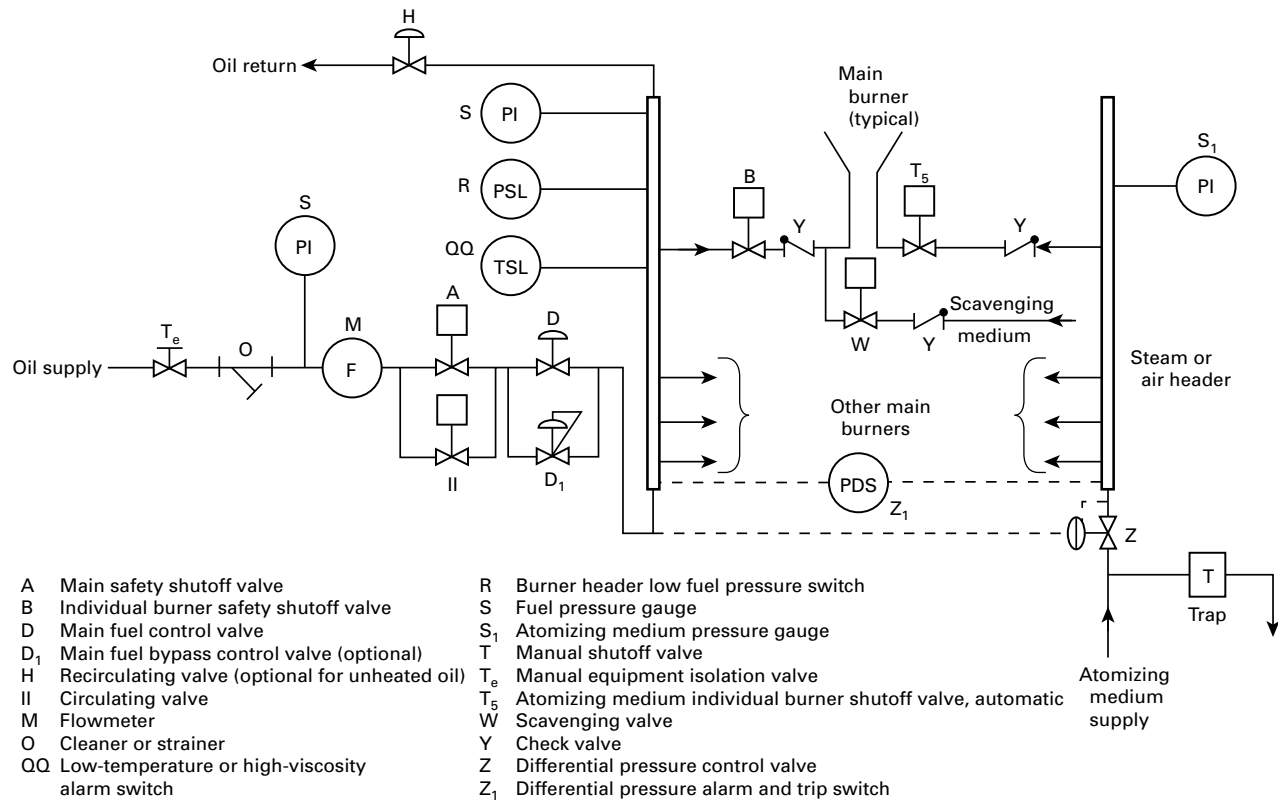 H
Oil return
Main
burner
(typical)
S
PI
S1
PI
R
PSL
B
T5
S
PI
Y
Y
QQ
TSL
A
Scavenging
medium
Te
O
M
F
D
W
Y
Oil supply
Steam or
air header
Other main
burners
II
D1
PDS
Z1
Z
T
Trap
Atomizing
medium
supply
A Main safety shutoff valve
B Individual burner safety shutoff valve
D Main fuel control valve
D1 Main fuel bypass control valve (optional)
H Recirculating valve (optional for unheated oil)
II Circulating valve
M Flowmeter
O Cleaner or strainer
QQ Low-temperature or high-viscosity
alarm switch
R Burner header low fuel pressure switch
S Fuel pressure gauge
S1 Atomizing medium pressure gauge
T Manual shutoff valve
Te Manual equipment isolation valve
T5 Atomizing medium individual burner shutoff valve, automatic
W Scavenging valve
Y Check valve
Z Differential pressure control valve
Z1 Differential pressure alarm and trip switch